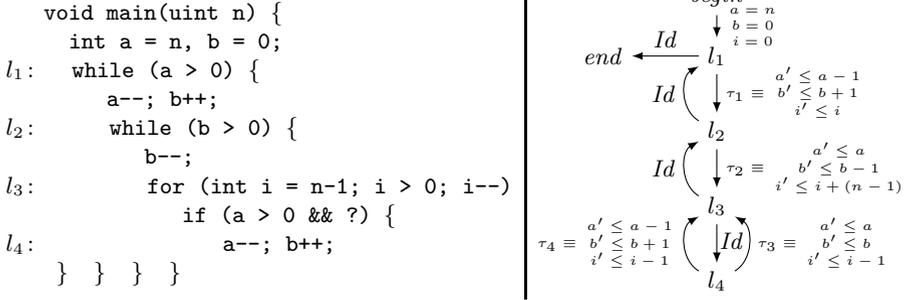 void main(uint n) {
int a = n, b = 0;
l₁: while (a > 0) {
a--; b++;
l₂: while (b > 0) {
b--;
l₃: for (int i = n-1; i > 0; i--)
if (a > 0 && ?) {
l₄: a--; b++;
} } } }
a = n
b = 0
i = 0
end Id l₁
Id τ₁ ≡ a′ ≤ a − 1
b′ ≤ b + 1
i′ ≤ i
l₂
Id τ₂ ≡ a′ ≤ a
b′ ≤ b − 1
i′ ≤ i + (n − 1)
l₃
τ₄ ≡ a′ ≤ a − 1
b′ ≤ b + 1
i′ ≤ i − 1
Id τ₃ ≡ a′ ≤ a
b′ ≤ b
i′ ≤ i − 1
l₄